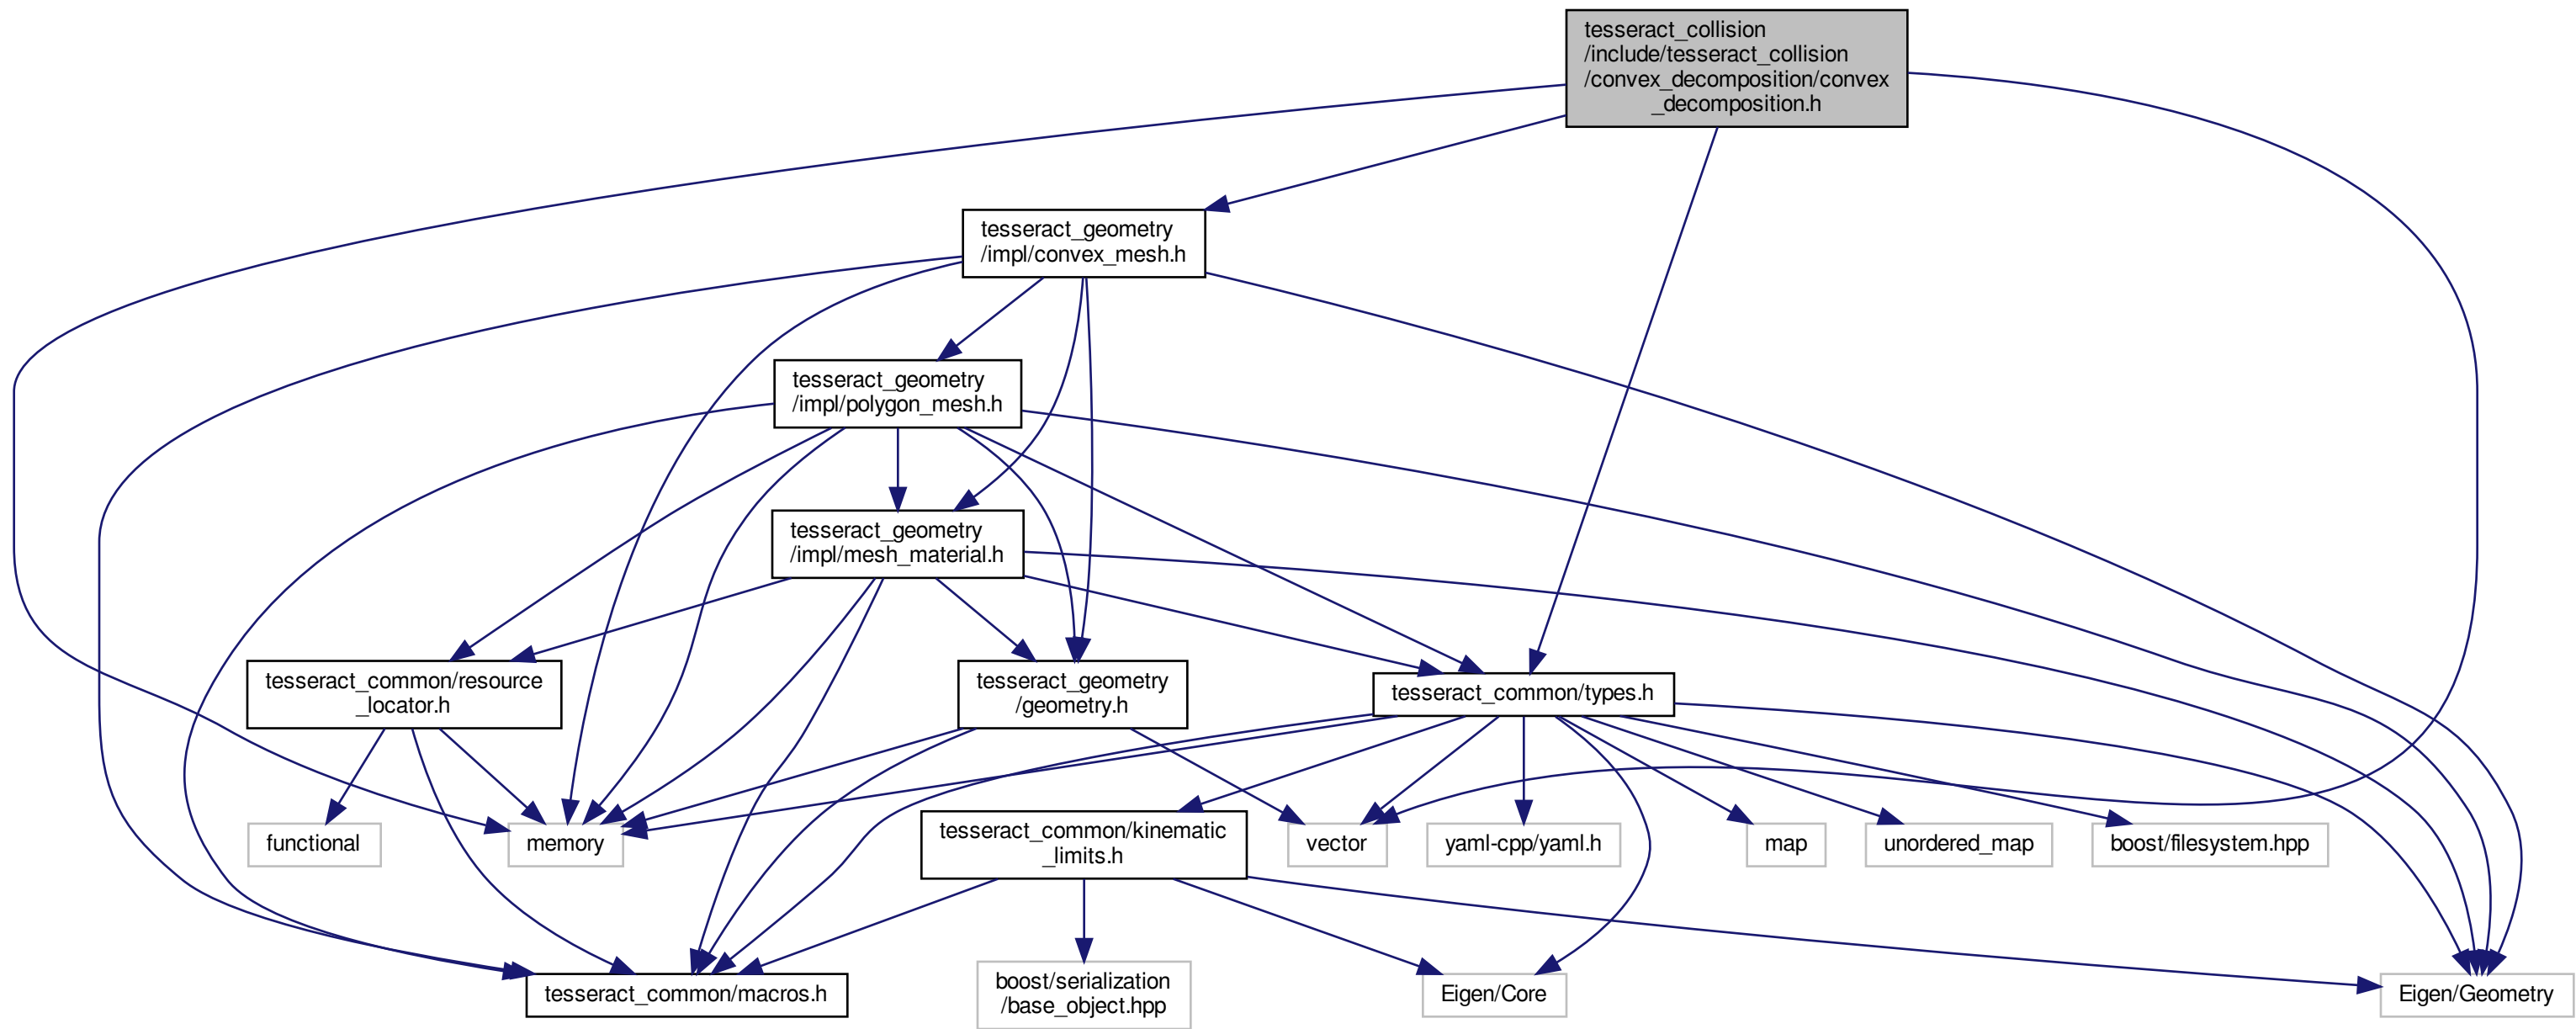 tesseract_collision
/include/tesseract_collision
/convex_decomposition/convex
_decomposition.h
tesseract_geometry
/impl/convex_mesh.h
tesseract_geometry
/impl/polygon_mesh.h
tesseract_geometry
/impl/mesh_material.h
tesseract_common/resource
_locator.h
tesseract_geometry
/geometry.h
tesseract_common/types.h
functional
memory
tesseract_common/kinematic
_limits.h
vector
yaml-cpp/yaml.h
map
unordered_map
boost/filesystem.hpp
tesseract_common/macros.h
boost/serialization
/base_object.hpp
Eigen/Core
Eigen/Geometry